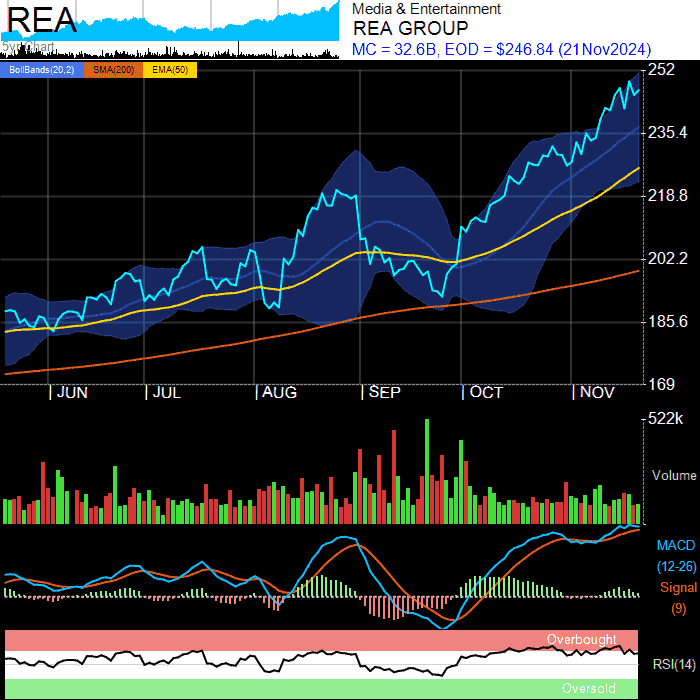 REA
5yr Chart
Media & Entertainment
REA GROUP
MC = 32.6B, EOD = $246.84 (21Nov2024)
BollBands(20,2) SMA(200) EMA(50)
252
235.4
218.8
202.2
185.6
169
JUN JUL AUG SEP OCT NOV
522k
Volume
MACD
(12-26)
Signal
(9)
Overbought
RSI(14)
Oversold